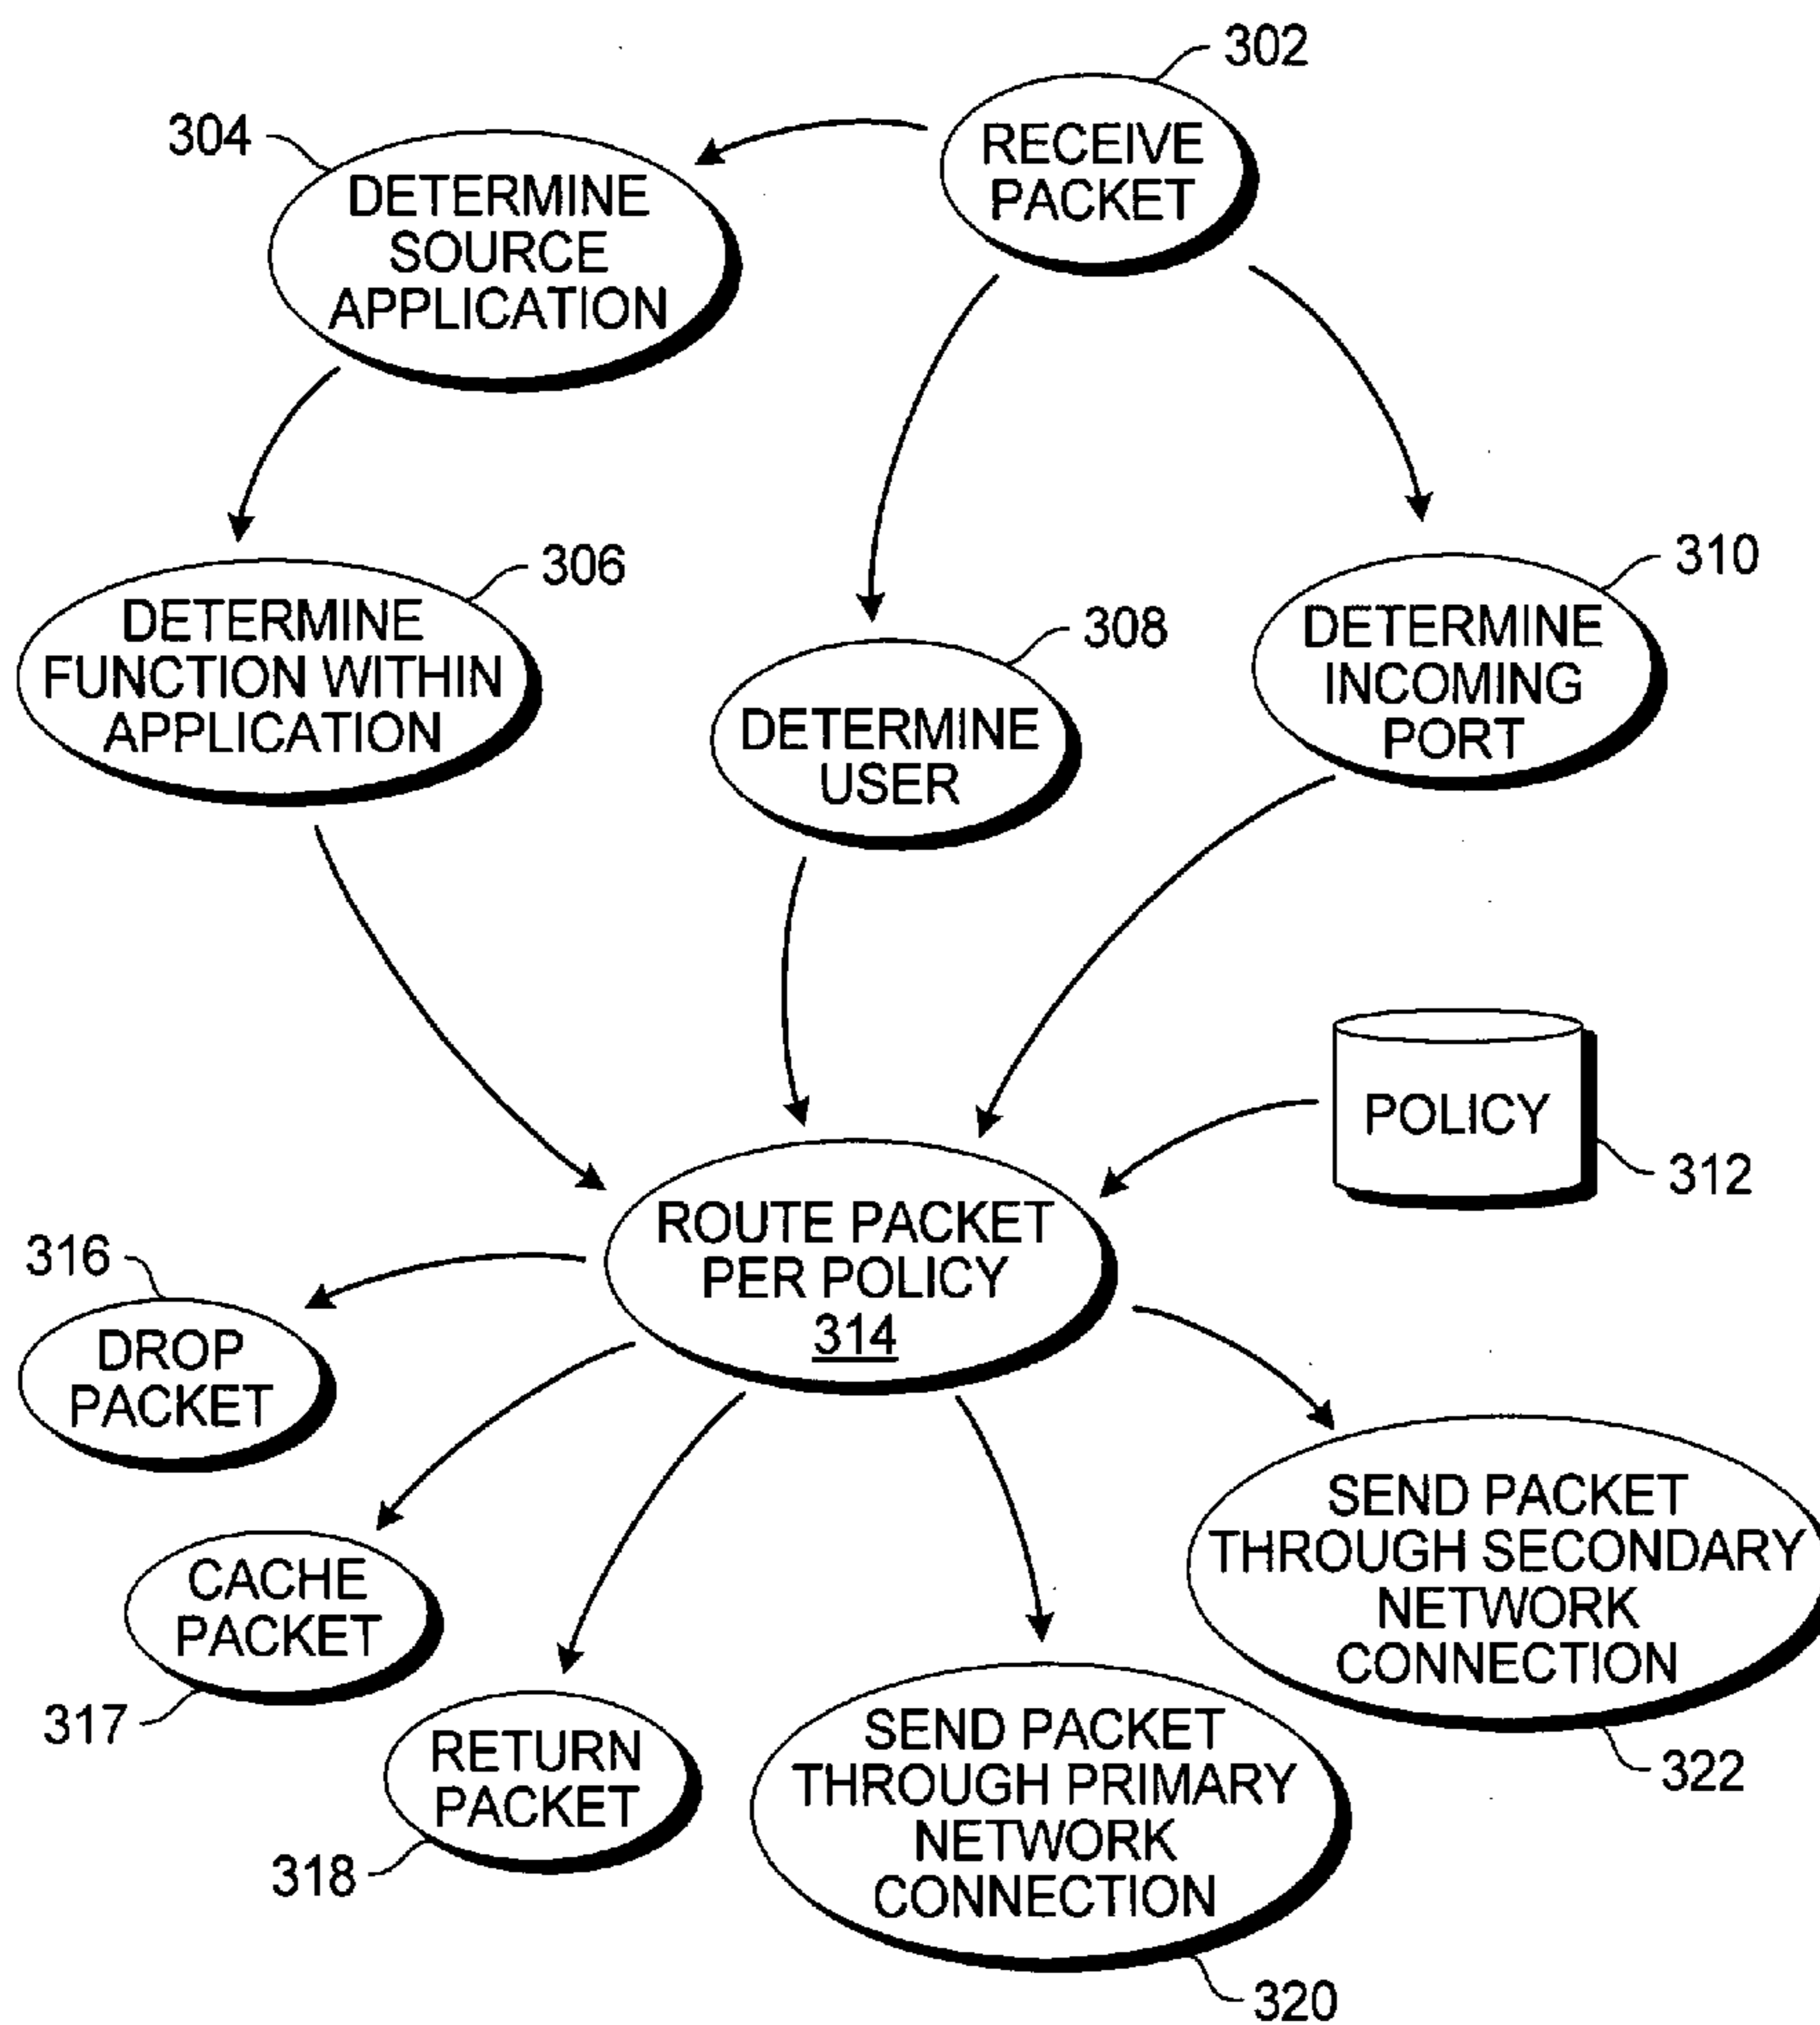 302
RECEIVE
PACKET
304
DETERMINE
SOURCE
APPLICATION
306
DETERMINE
FUNCTION WITHIN
APPLICATION
308
DETERMINE
USER
310
DETERMINE
INCOMING
PORT
POLICY
312
ROUTE PACKET
PER POLICY
314
316
DROP
PACKET
CACHE
PACKET
317
RETURN
PACKET
318
SEND PACKET
THROUGH PRIMARY
NETWORK
CONNECTION
320
SEND PACKET
THROUGH SECONDARY
NETWORK
CONNECTION
322